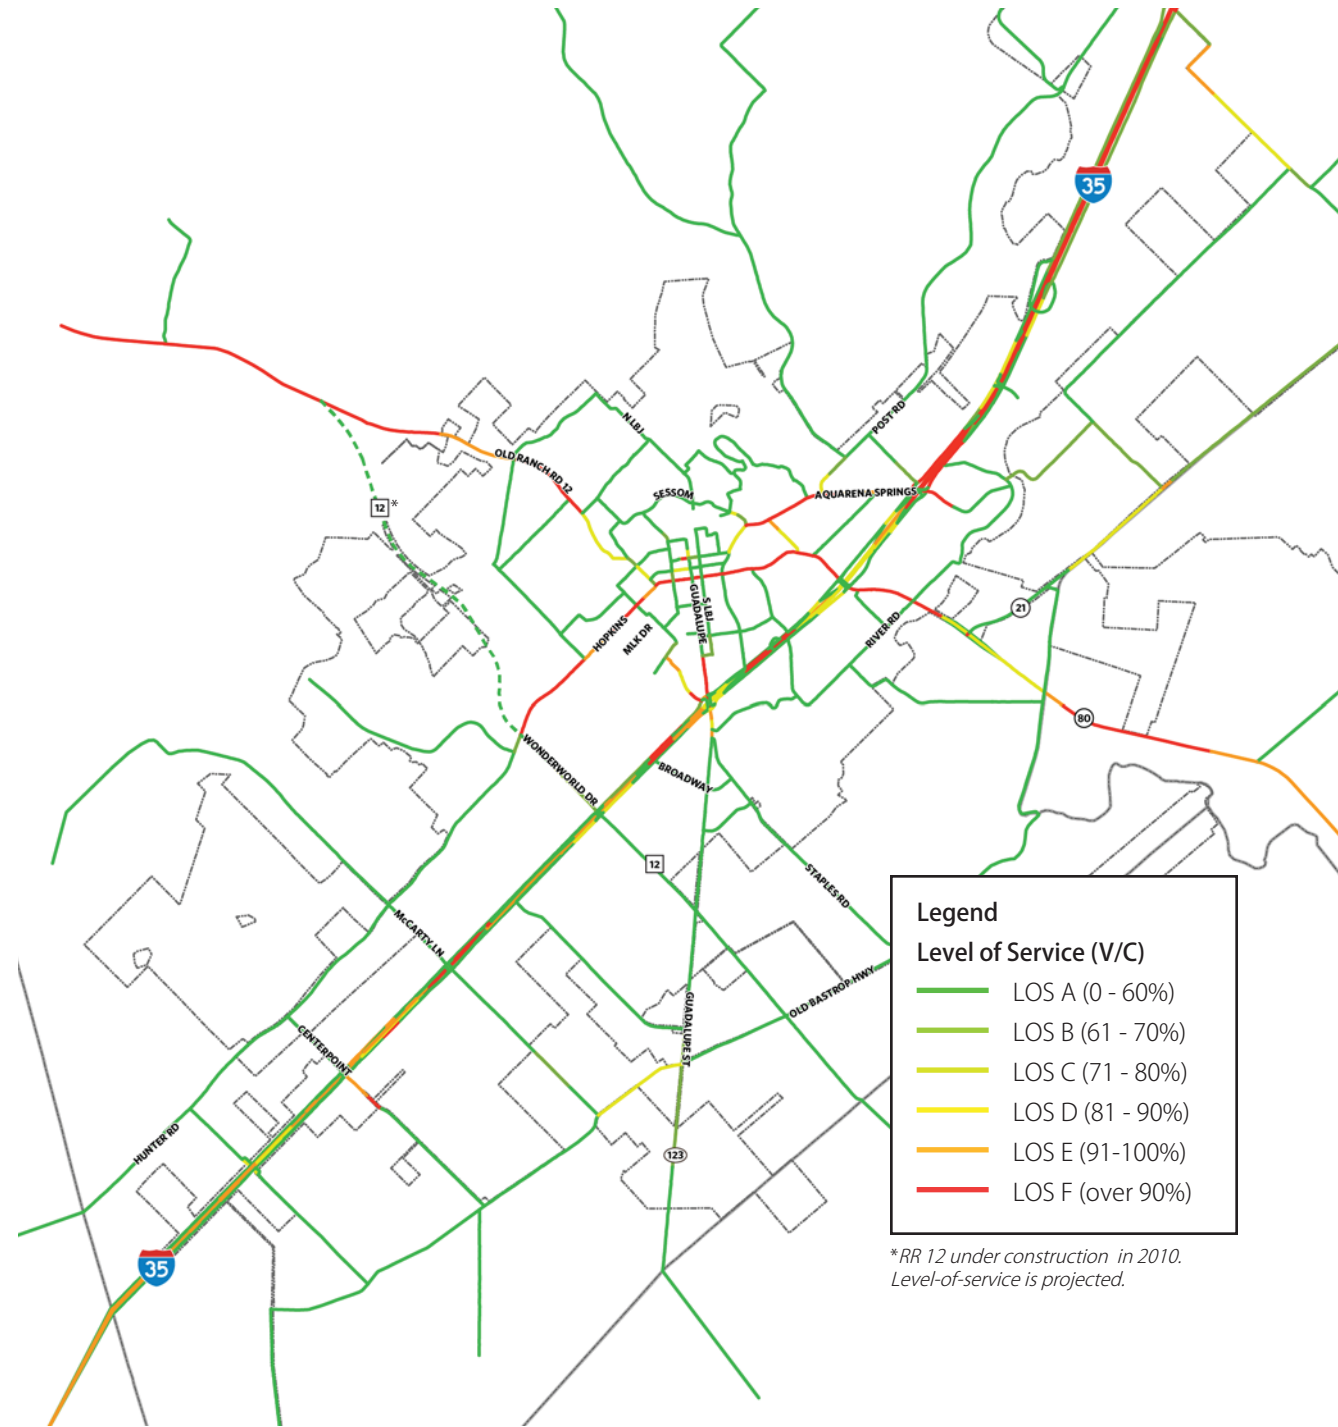 35
N LBJ
POST RD
OLD RANCH RD 12
SESSOM
AQUARENA SPRINGS
12
*
21
S LBJ
GUADALUPE
HOPKINS
MLK DR
RIVER RD
80
WONDERWORLD DR
BROADWAY
12
STAPLES RD
McCARTY LN
OLD BASTROP HWY
GUADALUPE ST
CENTERPOINT
HUNTER RD
123
35
Legend
Level of Service (V/C)
LOS A (0 - 60%)
LOS B (61 - 70%)
LOS C (71 - 80%)
LOS D (81 - 90%)
LOS E (91-100%)
LOS F (over 90%)
*RR 12 under construction in 2010.
Level-of-service is projected.